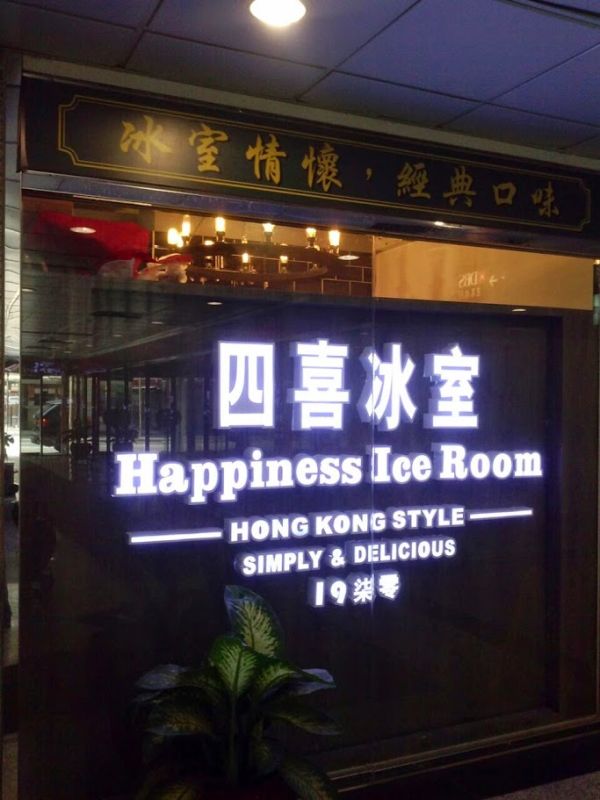 冰室情懷，經典口味
DBS
四喜冰室
Happiness Ice Room
HONG KONG STYLE
SIMPLY & DELICIOUS
19柒零